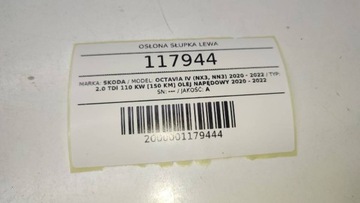 OSŁONA SŁUPKA LEWA
117944
MARKA: SKODA / MODEL: OCTAVIA IV (NX3, NN3) 2020 - 2022 / TYP:
2.0 TDI 110 KW [150 KM] OLEJ NAPĘDOWY 2020 - 2022
SN: --- / JAKOŚĆ: A
2000001179444